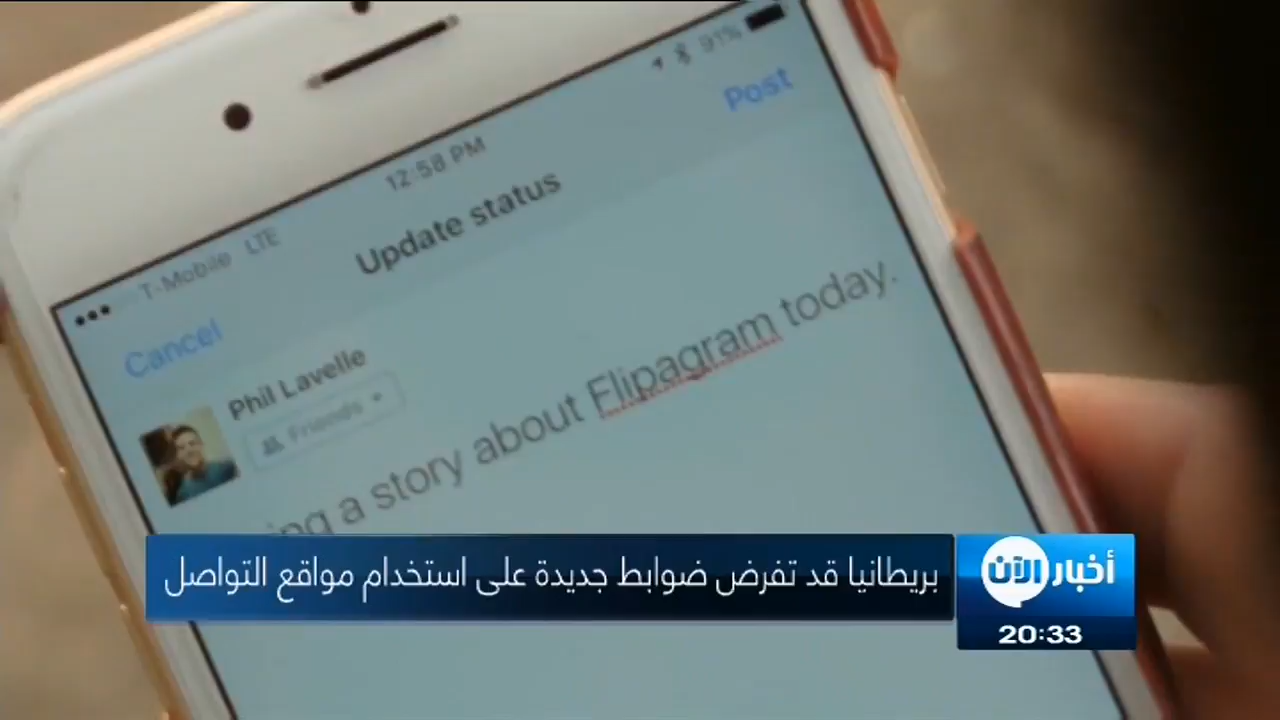 91%
Post
12:58 PM
T-Mobile LTE
Update status
Cancel
Phil Lavelle
Friends
a story about Flipagram today.
بريطانيا قد تفرض ضوابط جديدة على استخدام مواقع التواصل
أخبار الآن
20:33